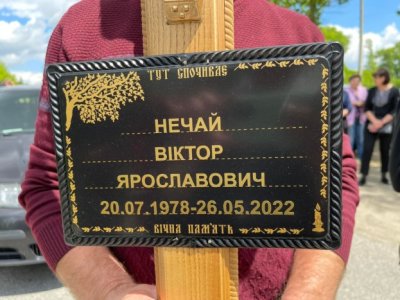 ТУТ СПОЧИВАЄ
НЕЧАЙ
ВІКТОР
ЯРОСЛАВОВИЧ
20.07.1978-26.05.2022
ВІЧНА ПАМ'ЯТЬ